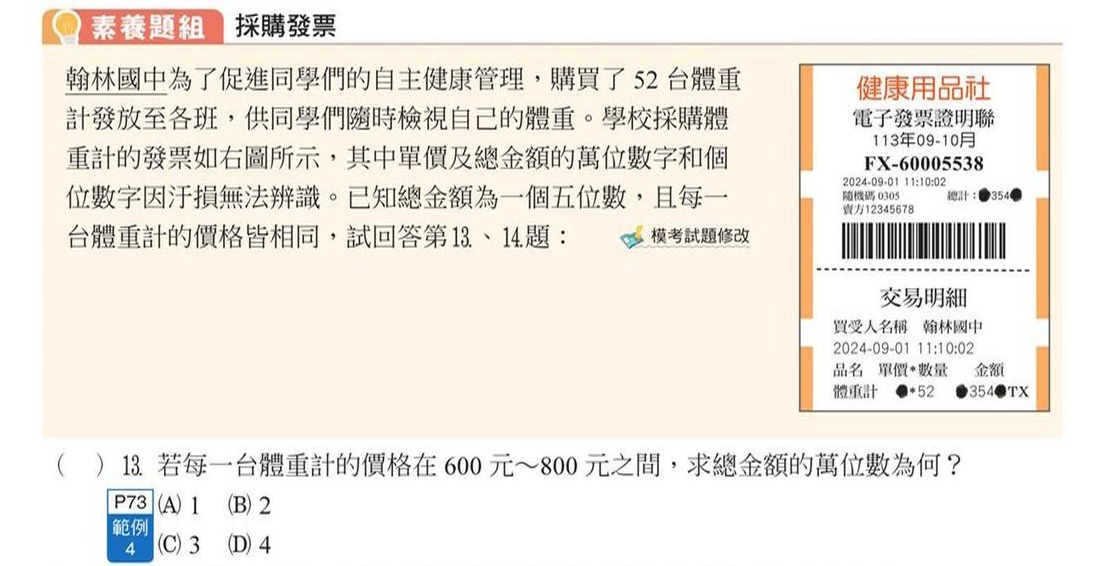 素養題組 採購發票
翰林國中為了促進同學們的自主健康管理，購買了 52 台體重
計發放至各班，供同學們隨時檢視自己的體重。學校採購體
重計的發票如右圖所示，其中單價及總金額的萬位數字和個
位數字因汙損無法辨識。已知總金額為一個五位數，且每一
台體重計的價格皆相同，試回答第13、14題：
模考試題修改
健康用品社
電子發票證明聯
113年09-10月
FX-60005538
2024-09-01 11:10:02
隨機碼 0305 總計：●354●
賣方12345678
交易明細
買受人名稱 翰林國中
2024-09-01 11:10:02
品名 單價*數量 金額
體重計 ●*52 ●354●TX
( ) 13. 若每一台體重計的價格在 600 元～800 元之間，求總金額的萬位數為何？
P73
範例
4
(A) 1 (B) 2
(C) 3 (D) 4